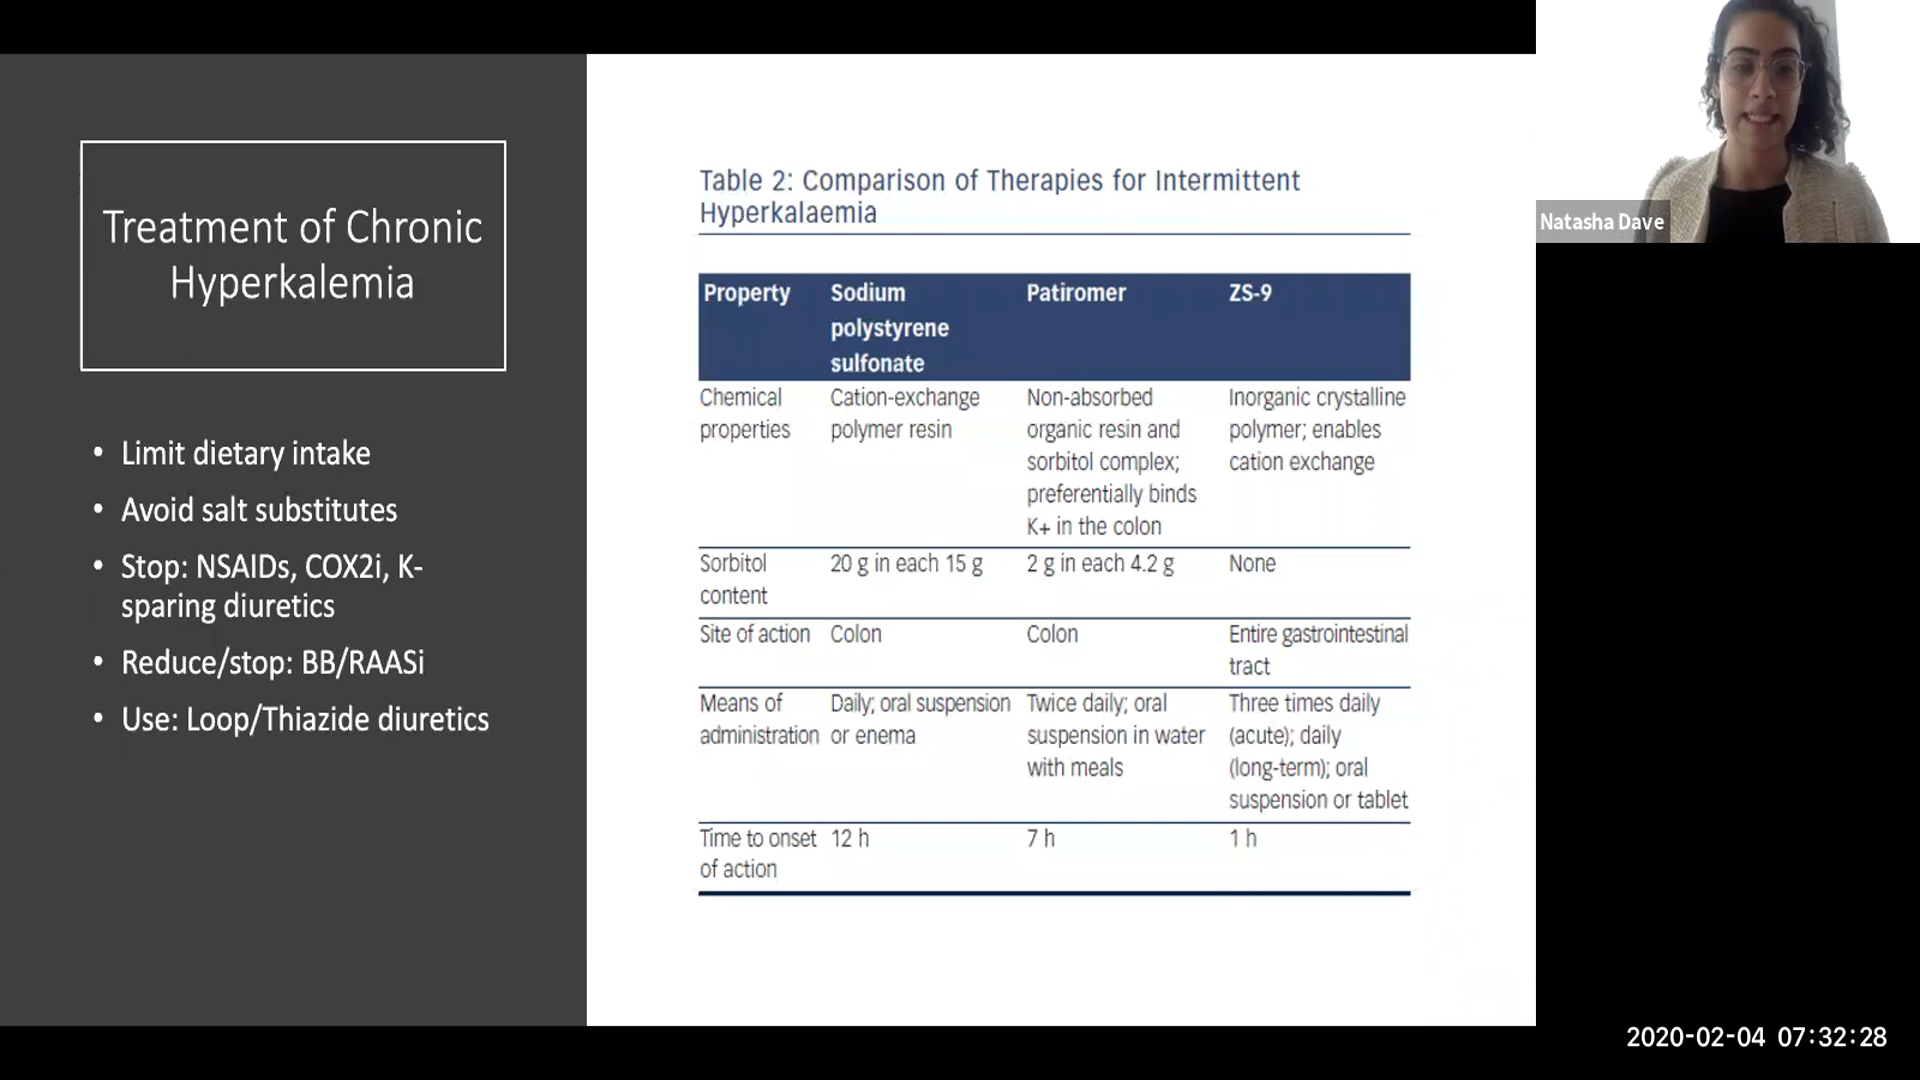 Treatment of Chronic
Hyperkalemia
• Limit dietary intake
• Avoid salt substitutes
• Stop: NSAIDs, COX2i, K-
sparing diuretics
• Reduce/stop: BB/RAASi
• Use: Loop/Thiazide diuretics
Table 2: Comparison of Therapies for Intermittent
Hyperkalaemia
Property Sodium Patiromer ZS-9
polystyrene
sulfonate
Chemical Cation-exchange Non-absorbed Inorganic crystalline
properties polymer resin organic resin and polymer; enables
sorbitol complex; cation exchange
preferentially binds
K+ in the colon
Sorbitol 20 g in each 15 g 2 g in each 4.2 g None
content
Site of action Colon Colon Entire gastrointestinal
tract
Means of Daily; oral suspension Twice daily; oral Three times daily
administration or enema suspension in water (acute); daily
with meals (long-term); oral
suspension or tablet
Time to onset 12 h 7 h 1 h
of action
Natasha Dave
2020-02-04 07:32:28